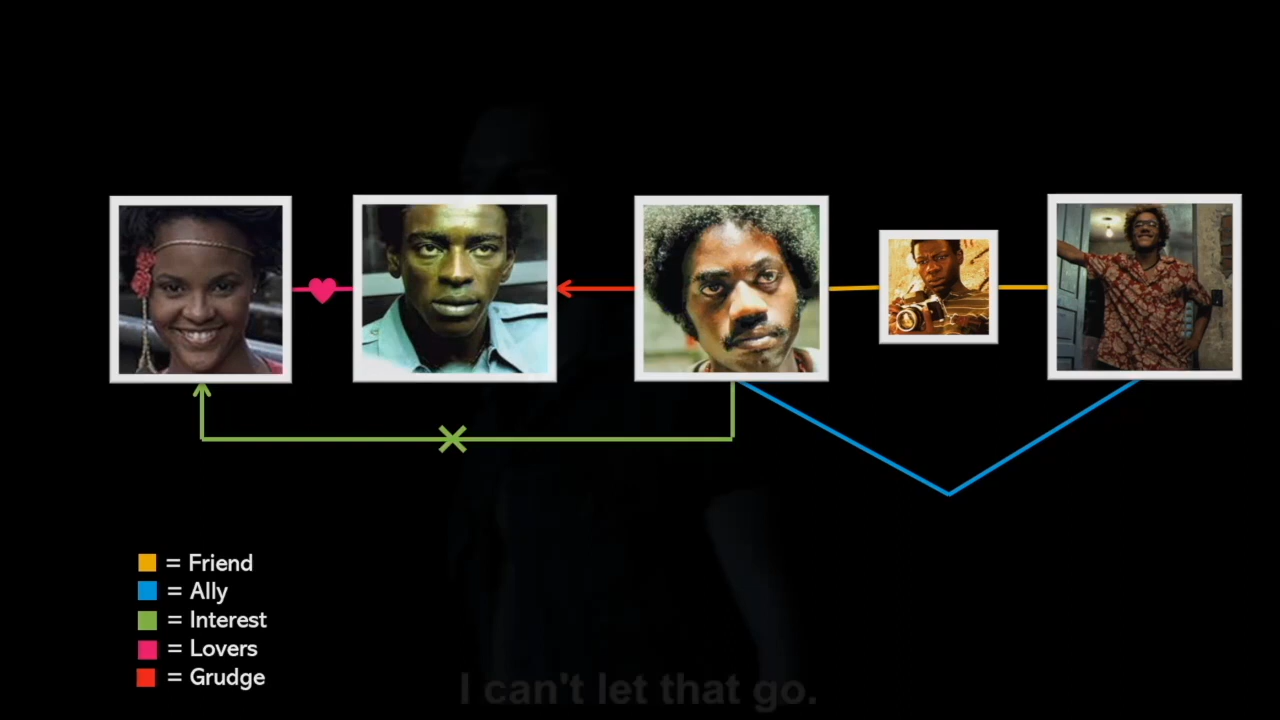 = Friend
= Ally
= Interest
= Lovers
= Grudge
I can't let that go.